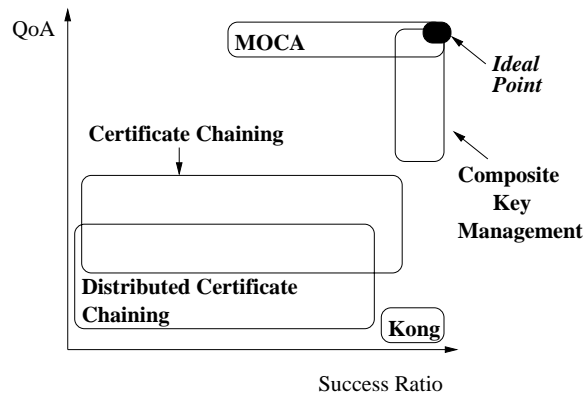 QoA
MOCA
Ideal
Point
Certificate Chaining
Composite
Key
Management
Distributed Certificate
Chaining
Kong
Success Ratio